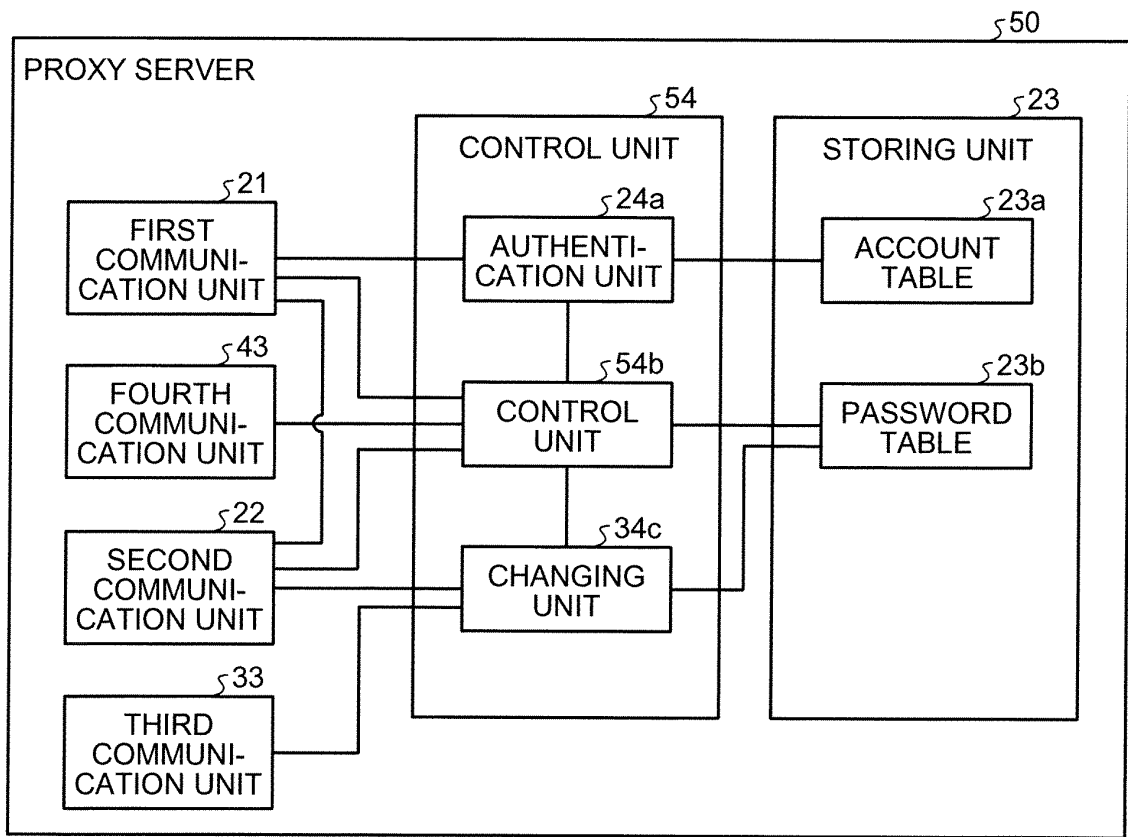 50
PROXY SERVER
54
CONTROL UNIT
23
STORING UNIT
21
FIRST
COMMUNI-
CATION UNIT
24a
AUTHENTI-
CATION UNIT
23a
ACCOUNT
TABLE
43
FOURTH
COMMUNI-
CATION UNIT
54b
CONTROL
UNIT
23b
PASSWORD
TABLE
22
SECOND
COMMUNI-
CATION UNIT
34c
CHANGING
UNIT
33
THIRD
COMMUNI-
CATION UNIT